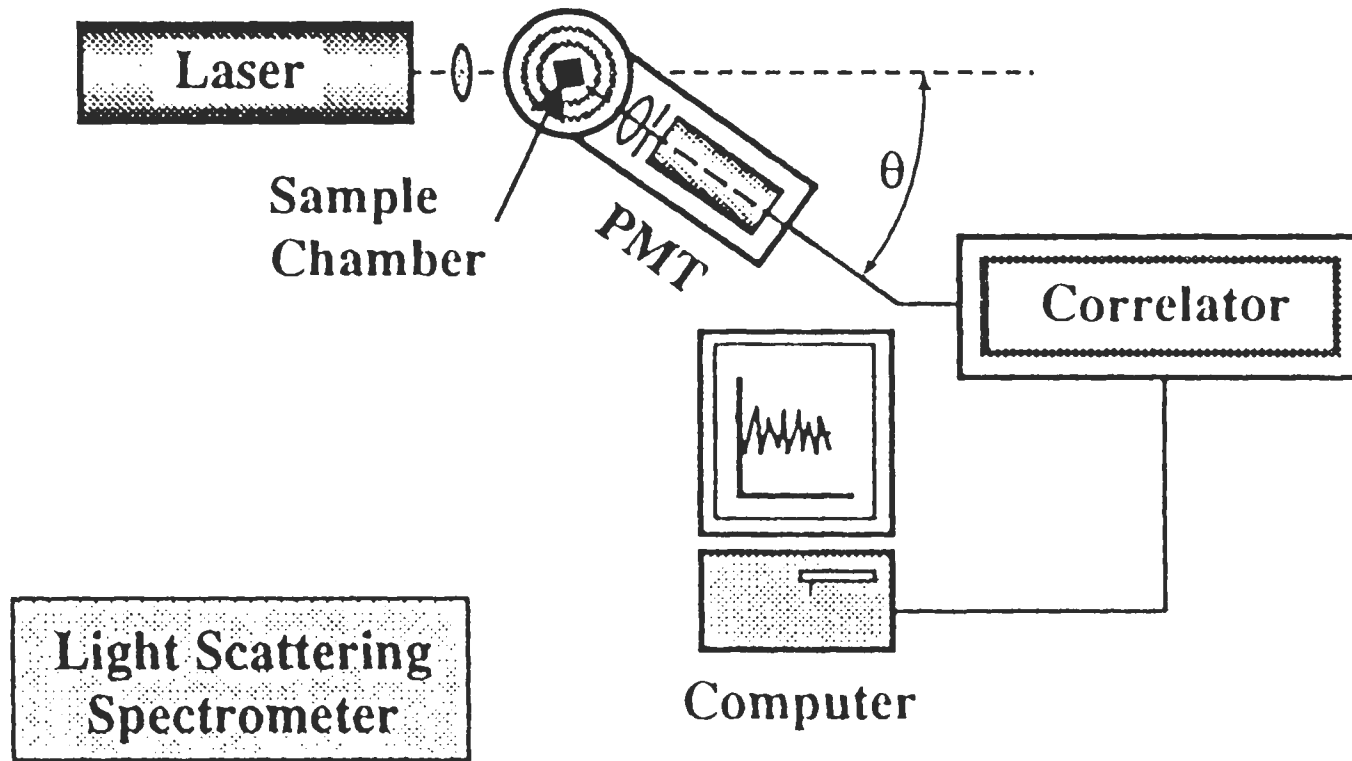 Laser
Sample
Chamber
PMT
θ
Correlator
Computer
Light Scattering
Spectrometer